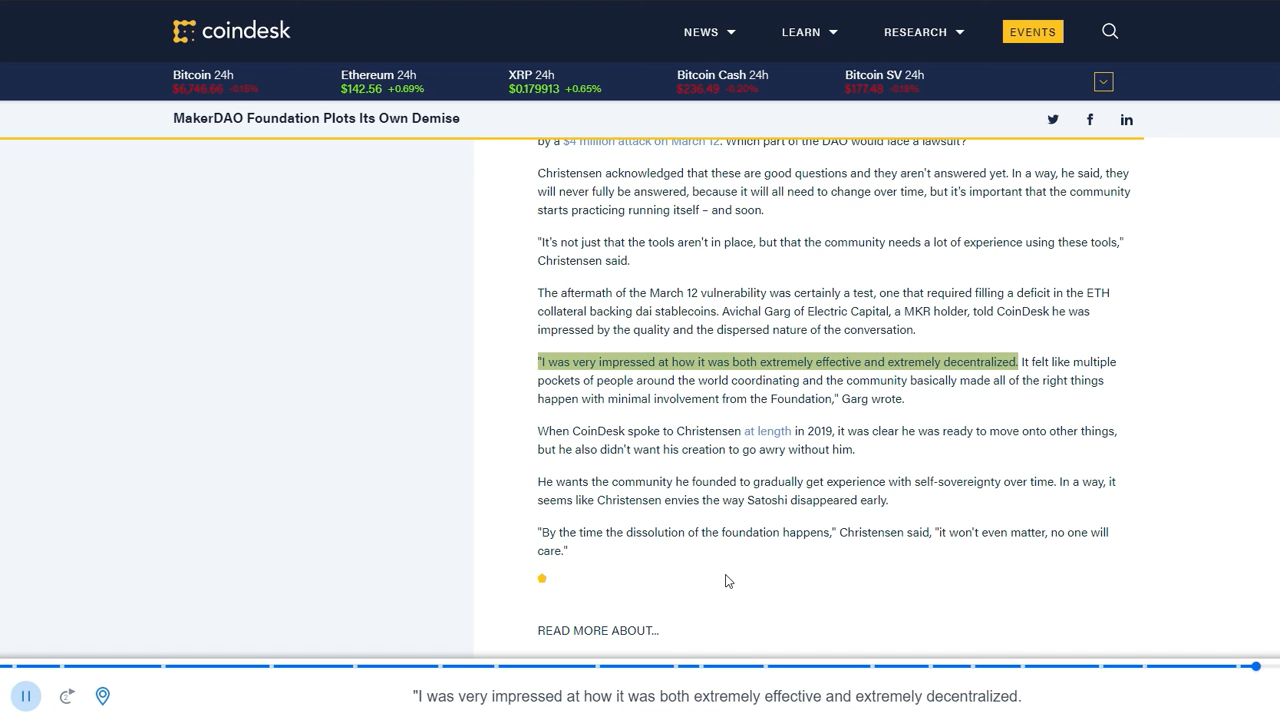 coindesk
NEWS
LEARN
RESEARCH
EVENTS
Bitcoin 24h
$6,746.66 -0.15%
Ethereum 24h
$142.56 +0.69%
XRP 24h
$0.179913 +0.65%
Bitcoin Cash 24h
$236.49 -0.20%
Bitcoin SV 24h
$177.48 -0.18%
MakerDAO Foundation Plots Its Own Demise
by a $4 million attack on March 12. Which part of the DAO would face a lawsuit?
Christensen acknowledged that these are good questions and they aren't answered yet. In a way, he said, they
will never fully be answered, because it will all need to change over time, but it's important that the community
starts practicing running itself – and soon.
"It's not just that the tools aren't in place, but that the community needs a lot of experience using these tools,"
Christensen said.
The aftermath of the March 12 vulnerability was certainly a test, one that required filling a deficit in the ETH
collateral backing dai stablecoins. Avichal Garg of Electric Capital, a MKR holder, told CoinDesk he was
impressed by the quality and the dispersed nature of the conversation.
"I was very impressed at how it was both extremely effective and extremely decentralized. It felt like multiple
pockets of people around the world coordinating and the community basically made all of the right things
happen with minimal involvement from the Foundation," Garg wrote.
When CoinDesk spoke to Christensen at length in 2019, it was clear he was ready to move onto other things,
but he also didn't want his creation to go awry without him.
He wants the community he founded to gradually get experience with self-sovereignty over time. In a way, it
seems like Christensen envies the way Satoshi disappeared early.
"By the time the dissolution of the foundation happens," Christensen said, "it won't even matter, no one will
care."
READ MORE ABOUT...
"I was very impressed at how it was both extremely effective and extremely decentralized.